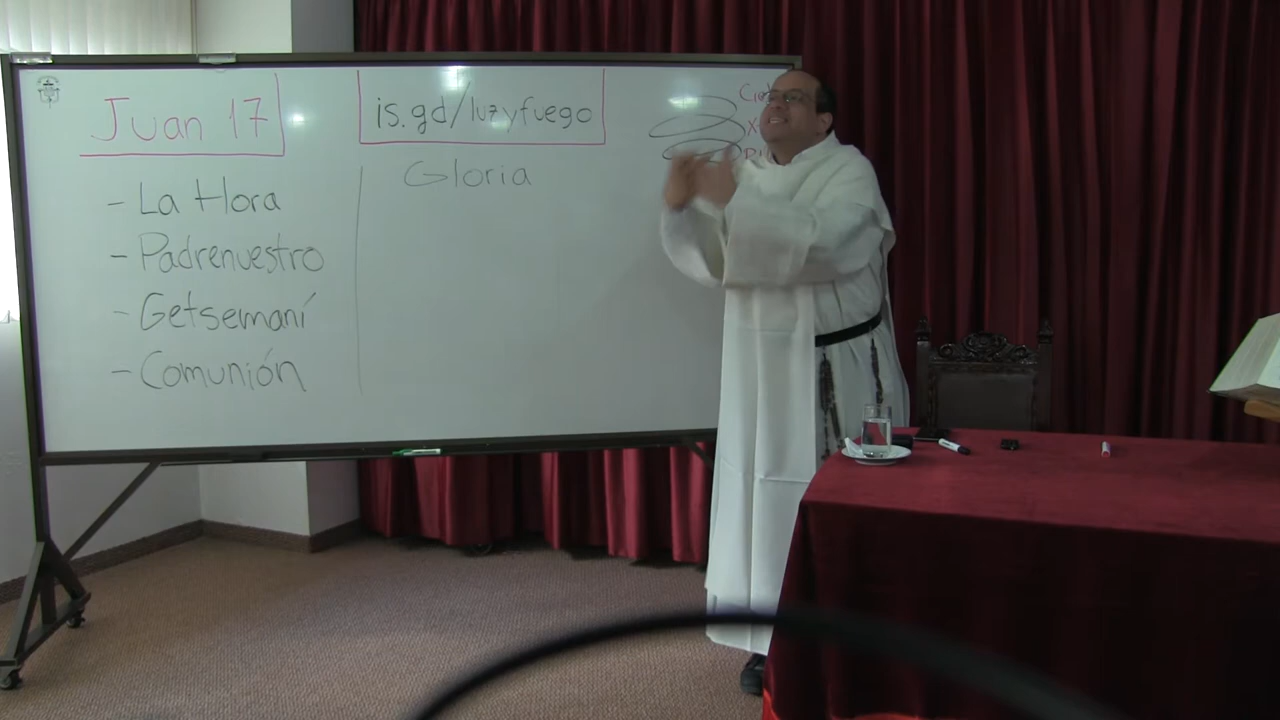 Juan 17
- La Hora
- Padrenuestro
- Getsemaní
- Comunión
is.gd/luzyfuego
Gloria